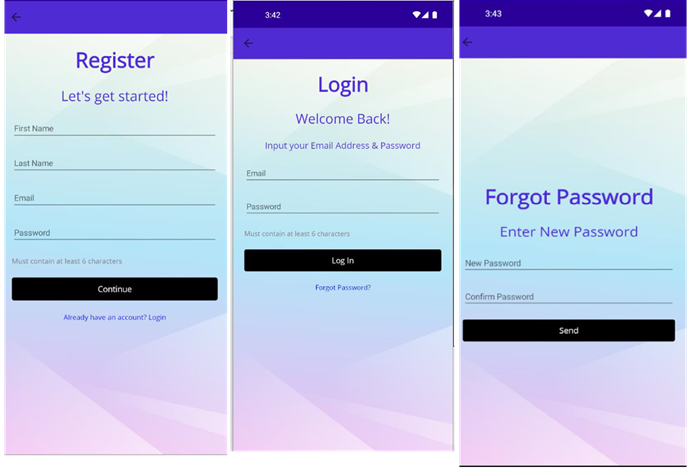 Register
Let's get started!
First Name
Last Name
Email
Password
Must contain at least 6 characters
Continue
Already have an account? Login
3:42
Login
Welcome Back!
Input your Email Address & Password
Email
Password
Must contain at least 6 characters
Log In
Forgot Password?
3:43
Forgot Password
Enter New Password
New Password
Confirm Password
Send